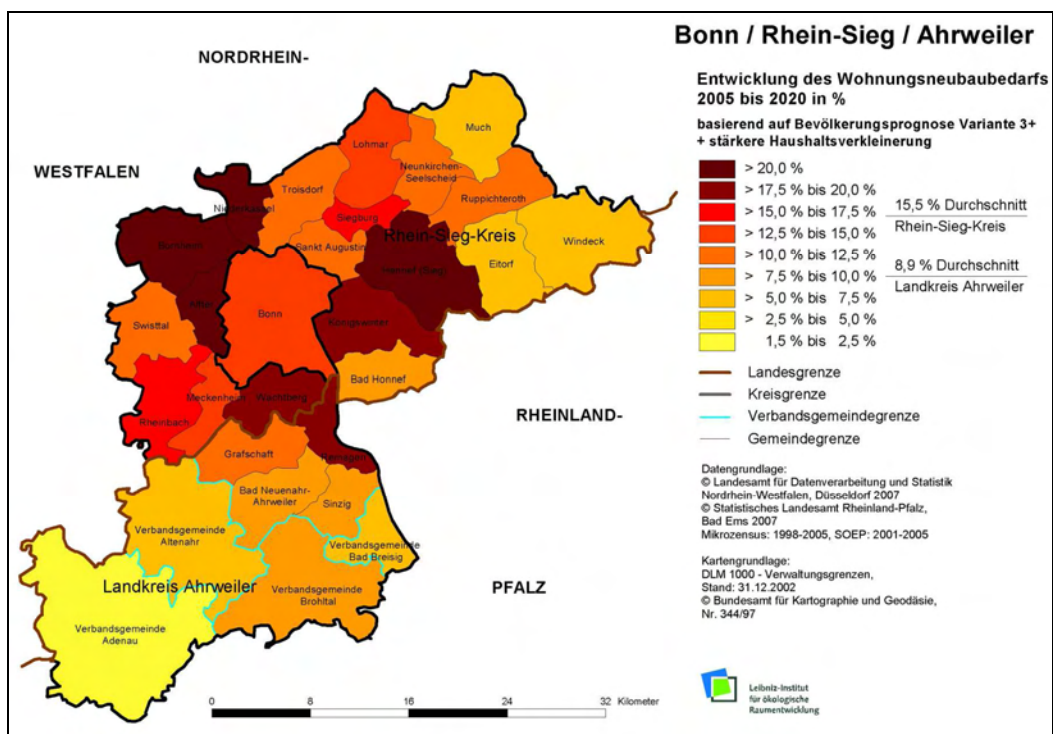 Bonn / Rhein-Sieg / Ahrweiler
NORDRHEIN-
WESTFALEN
RHEINLAND-
PFALZ
Entwicklung des Wohnungsneubaubedarfs
2005 bis 2020 in %
basierend auf Bevölkerungsprognose Variante 3+
+ stärkere Haushaltsverkleinerung
> 20,0 %
> 17,5 % bis 20,0 %
> 15,0 % bis 17,5 %
> 12,5 % bis 15,0 %
> 10,0 % bis 12,5 %
> 7,5 % bis 10,0 %
> 5,0 % bis 7,5 %
> 2,5 % bis 5,0 %
1,5 % bis 2,5 %
15,5 % Durchschnitt
Rhein-Sieg-Kreis
8,9 % Durchschnitt
Landkreis Ahrweiler
Landesgrenze
Kreisgrenze
Verbandsgemeindegrenze
Gemeindegrenze
Datengrundlage:
© Landesamt für Datenverarbeitung und Statistik
Nordrhein-Westfalen, Düsseldorf 2007
© Statistisches Landesamt Rheinland-Pfalz,
Bad Ems 2007
Mikrozensus: 1998-2005, SOEP: 2001-2005
Kartengrundlage:
DLM 1000 - Verwaltungsgrenzen,
Stand: 31.12.2002
© Bundesamt für Kartographie und Geodäsie,
Nr. 344/97
Leibniz-Institut
für ökologische
Raumentwicklung
Much
Lohmar
Neunkirchen-
Seelscheid
Troisdorf
Ruppichteroth
Niederkassel
Siegburg
Rhein-Sieg-Kreis
Windeck
Sankt Augustin
Bornheim
Hennef (Sieg)
Eitorf
Alfter
Bonn
Königswinter
Swisttal
Bad Honnef
Meckenheim
Wachtberg
Rheinbach
Grafschaft
Remagen
Bad Neuenahr-
Ahrweiler
Sinzig
Verbandsgemeinde
Altenahr
Verbandsgemeinde
Bad Breisig
Landkreis Ahrweiler
Verbandsgemeinde
Brohltal
Verbandsgemeinde
Adenau
0 8 16 24 32 Kilometer